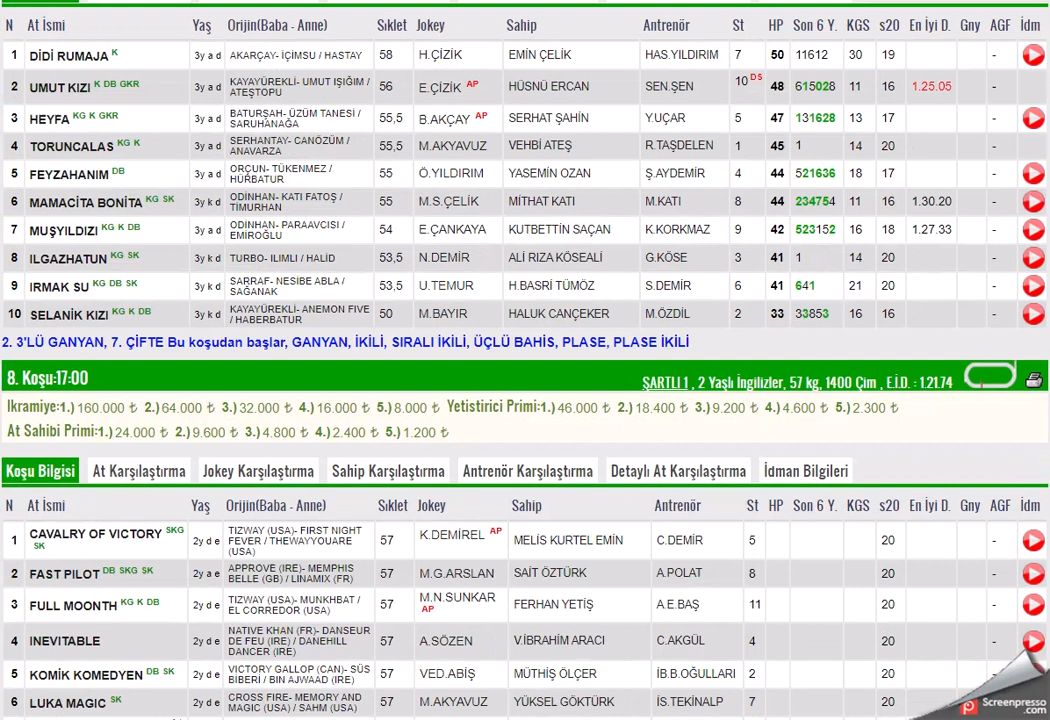 N At İsmi Yaş Orijin(Baba - Anne) Sıklet Jokey Sahip Antrenör St HP Son 6 Y. KGS s20 En İyi D. Gny AGF İdm
1 DİDİ RUMAJA K 3y a d AKARÇAY- İÇİMSU / HASTAY 58 H.ÇİZİK EMİN ÇELİK HAS.YILDIRIM 7 50 11612 30 19 -
2 UMUT KIZI K DB GKR 3y a d KAYAYÜREKLİ- UMUT IŞIĞIM / ATEŞTOPU 56 E.ÇİZİK AP HÜSNÜ ERCAN SEN.ŞEN 10 DS 48 615028 11 16 1.25.05 -
3 HEYFA KG K GKR 3y a d BATURŞAH- ÜZÜM TANESİ / SARUHANAĞA 55,5 B.AKÇAY AP SERHAT ŞAHİN Y.UÇAR 5 47 131628 13 17 -
4 TORUNCALAS KG K 3y a d SERHANTAY- CANÖZÜM / ANAVARZA 55,5 M.AKYAVUZ VEHBİ ATEŞ R.TAŞDELEN 1 45 1 14 20 -
5 FEYZAHANIM DB 3y a d ORÇUN- TÜKENMEZ / HÜRBATUR 55 Ö.YILDIRIM YASEMİN OZAN Ş.AYDEMİR 4 44 521636 18 17 -
6 MAMACİTA BONİTA KG SK 3y k d ODİNHAN- KATI FATOŞ / TİMURHAN 55 M.S.ÇELİK MİTHAT KATI M.KATI 8 44 234754 11 16 1.30.20 -
7 MUŞYILDIZI KG K DB 3y k d ODİNHAN- PARAAVCISI / EMİROĞLU 54 E.ÇANKAYA KUTBETTİN SAÇAN K.KORKMAZ 9 42 523152 16 18 1.27.33 -
8 ILGAZHATUN KG SK 3y k d TURBO- ILIMLI / HALİD 53,5 N.DEMİR ALİ RIZA KÖSEALİ G.KÖSE 3 41 1 14 20 -
9 IRMAK SU KG DB SK 3y k d SARRAF- NESİBE ABLA / SAĞANAK 53,5 U.TEMUR H.BASRİ TÜMÖZ S.DEMİR 6 41 641 21 20 -
10 SELANİK KIZI KG K DB 3y k d KAYAYÜREKLİ- ANEMON FIVE / HABERBATUR 50 M.BAYIR HALUK CANÇEKER M.ÖZDİL 2 33 33853 16 16 -
2. 3'LÜ GANYAN, 7. ÇİFTE Bu koşudan başlar, GANYAN, İKİLİ, SIRALI İKİLİ, ÜÇLÜ BAHİS, PLASE, PLASE İKİLİ
8. Koşu:17:00 ŞARTLI 1 , 2 Yaşlı İngilizler, 57 kg, 1400 Çim , E.İ.D. : 1.21.74
İkramiye:1.) 160.000 ₺ 2.) 64.000 ₺ 3.) 32.000 ₺ 4.) 16.000 ₺ 5.) 8.000 ₺ Yetistirici Primi:1.) 46.000 ₺ 2.) 18.400 ₺ 3.) 9.200 ₺ 4.) 4.600 ₺ 5.) 2.300 ₺
At Sahibi Primi:1.) 24.000 ₺ 2.) 9.600 ₺ 3.) 4.800 ₺ 4.) 2.400 ₺ 5.) 1.200 ₺
Koşu Bilgisi At Karşılaştırma Jokey Karşılaştırma Sahip Karşılaştırma Antrenör Karşılaştırma Detaylı At Karşılaştırma İdman Bilgileri
N At İsmi Yaş Orijin(Baba - Anne) Sıklet Jokey Sahip Antrenör St HP Son 6 Y. KGS s20 En İyi D. Gny AGF İdm
1 CAVALRY OF VICTORY SKG SK 2y d e TIZWAY (USA)- FIRST NIGHT FEVER / THEWAYYOUARE (USA) 57 K.DEMİREL AP MELİS KURTEL EMİN C.DEMİR 5 20 -
2 FAST PILOT DB SKG SK 2y a e APPROVE (IRE)- MEMPHIS BELLE (GB) / LINAMIX (FR) 57 M.G.ARSLAN SAİT ÖZTÜRK A.POLAT 8 20 -
3 FULL MOONTH KG K DB 2y d e TIZWAY (USA)- MUNKHBAT / EL CORREDOR (USA) 57 M.N.SUNKAR AP FERHAN YETİŞ A.E.BAŞ 11 20 -
4 INEVITABLE 2y d e NATIVE KHAN (FR)- DANSEUR DE FEU (IRE) / DANEHILL DANCER (IRE) 57 A.SÖZEN V.İBRAHİM ARACI C.AKGÜL 4 20 -
5 KOMİK KOMEDYEN DB SK 2y d e VICTORY GALLOP (CAN)- SÜS BİBERİ / BIN AJWAAD (IRE) 57 VED.ABİŞ MÜTHİŞ ÖLÇER İB.B.OĞULLARI 2 20 -
6 LUKA MAGIC SK 2y d e CROSS FIRE- MEMORY AND MAGIC (USA) / SAHM (USA) 57 M.AKYAVUZ YÜKSEL GÖKTÜRK İS.TEKİNALP 7 20 -
Screenpresso.com